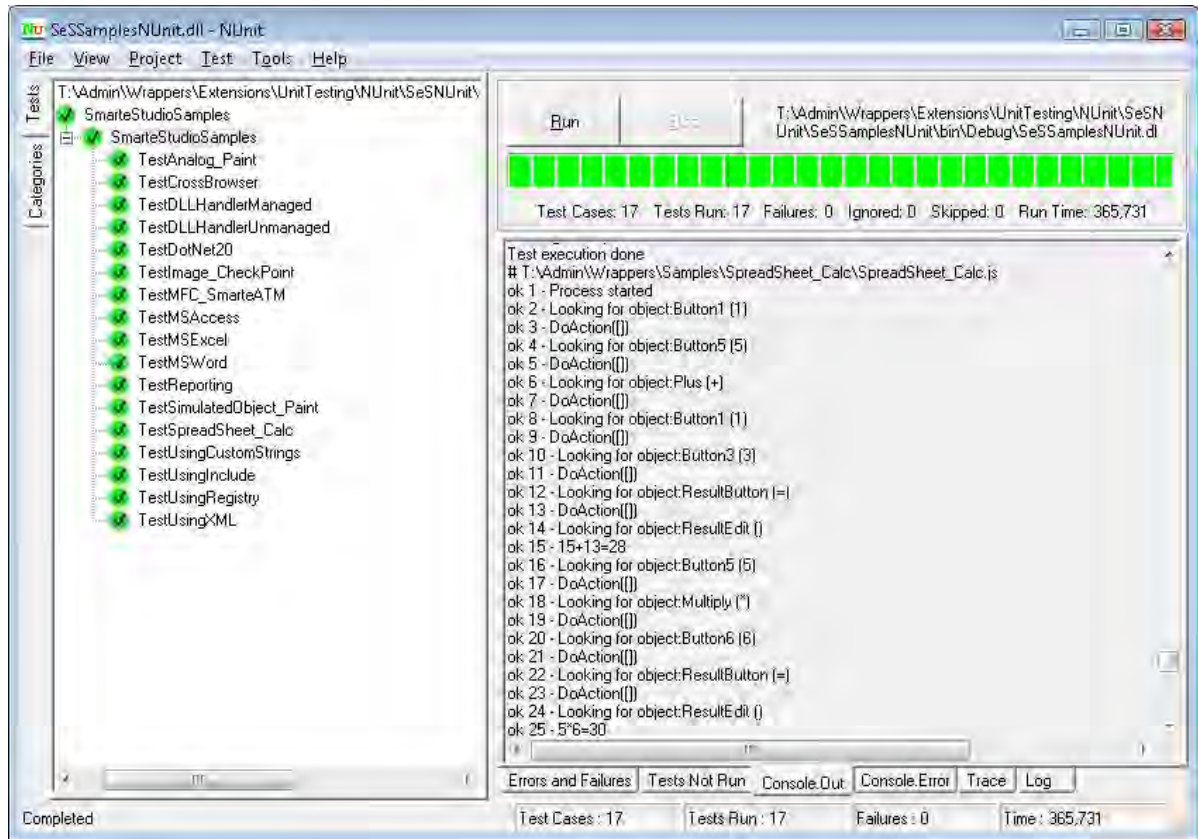 SeSSamplesNUnit.dll - NUnit
File View Project Test Tools Help
Tests
Categories
T:\Admin\Wrappers\Extensions\UnitTesting\NUnit\SeSNUnit\
SmarteStudioSamples
SmarteStudioSamples
TestAnalog_Paint
TestCrossBrowser
TestDLLHandlerManaged
TestDLLHandlerUnmanaged
TestDotNet20
TestImage_CheckPoint
TestMFC_SmarteATM
TestMSAccess
TestMSExcel
TestMSWord
TestReporting
TestSimulatedObject_Paint
TestSpreadSheet_Calc
TestUsingCustomStrings
TestUsingInclude
TestUsingRegistry
TestUsingXML
Run
Stop
T:\Admin\Wrappers\Extensions\UnitTesting\NUnit\SeSN
Unit\SeSSamplesNUnit\bin\Debug\SeSSamplesNUnit.dl
Test Cases: 17 Tests Run: 17 Failures: 0 Ignored: 0 Skipped: 0 Run Time: 365,731
Test execution done
# T:\Admin\Wrappers\Samples\SpreadSheet_Calc\SpreadSheet_Calc.js
ok 1 - Process started
ok 2 - Looking for object:Button1 (1)
ok 3 - DoAction([])
ok 4 - Looking for object:Button5 (5)
ok 5 - DoAction([])
ok 6 - Looking for object:Plus (+)
ok 7 - DoAction([])
ok 8 - Looking for object:Button1 (1)
ok 9 - DoAction([])
ok 10 - Looking for object:Button3 (3)
ok 11 - DoAction([])
ok 12 - Looking for object:ResultButton (=)
ok 13 - DoAction([])
ok 14 - Looking for object:ResultEdit ()
ok 15 - 15+13=28
ok 16 - Looking for object:Button5 (5)
ok 17 - DoAction([])
ok 18 - Looking for object:Multiply (*)
ok 19 - DoAction([])
ok 20 - Looking for object:Button6 (6)
ok 21 - DoAction([])
ok 22 - Looking for object:ResultButton (=)
ok 23 - DoAction([])
ok 24 - Looking for object:ResultEdit ()
ok 25 - 5*6=30
Errors and Failures Tests Not Run Console.Out Console.Error Trace Log
Completed Test Cases : 17 Tests Run : 17 Failures : 0 Time : 365,731